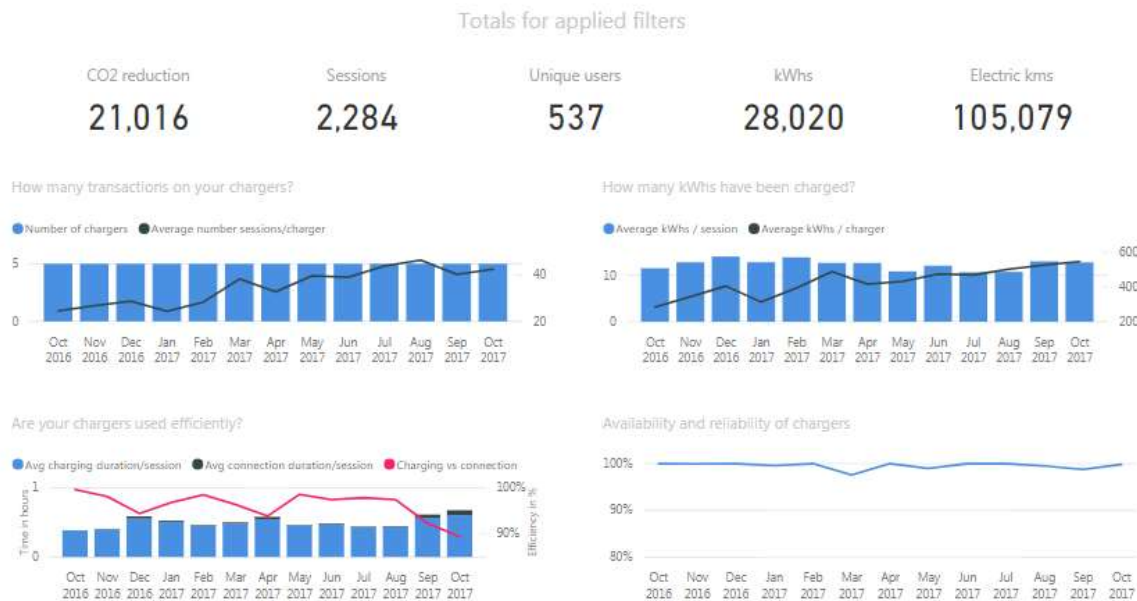 Totals for applied filters
CO2 reduction Sessions Unique users kWhs Electric kms
21,016 2,284 537 28,020 105,079
How many transactions on your chargers?
Number of chargers Average number sessions/charger
5
0
40
20
Oct Nov Dec Jan Feb Mar Apr May Jun Jul Aug Sep Oct
2016 2016 2016 2017 2017 2017 2017 2017 2017 2017 2017 2017 2017
How many kWhs have been charged?
Average kWhs / session Average kWhs / charger
10
0
600
400
200
Oct Nov Dec Jan Feb Mar Apr May Jun Jul Aug Sep Oct
2016 2016 2016 2017 2017 2017 2017 2017 2017 2017 2017 2017 2017
Are your chargers used efficiently?
Avg charging duration/session Avg connection duration/session Charging vs connection
Time in hours
1
0
100%
90%
Efficiency in %
Oct Nov Dec Jan Feb Mar Apr May Jun Jul Aug Sep Oct
2016 2016 2016 2017 2017 2017 2017 2017 2017 2017 2017 2017 2017
Availability and reliability of chargers
100%
90%
80%
Oct Nov Dec Jan Feb Mar Apr May Jun Jul Aug Sep Oct
2016 2016 2016 2017 2017 2017 2017 2017 2017 2017 2017 2017 2017